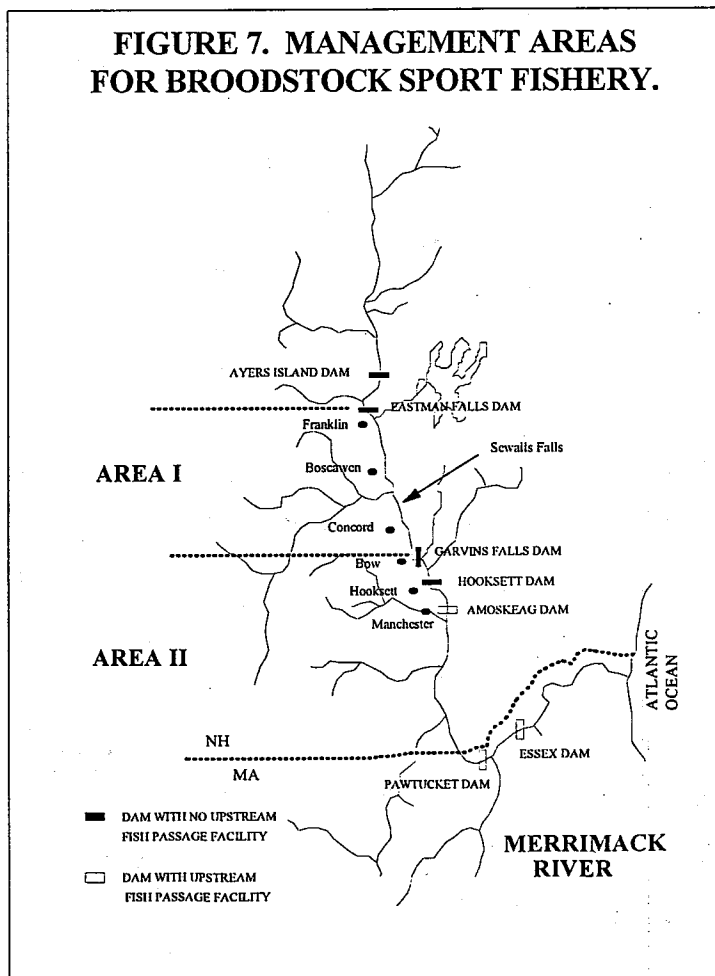 FIGURE 7. MANAGEMENT AREAS
FOR BROODSTOCK SPORT FISHERY.
AYERS ISLAND DAM
EASTMAN FALLS DAM
Franklin
Sewalls Falls
Boscawen
AREA I
Concord
GARVINS FALLS DAM
Bow
HOOKSETT DAM
Hooksett
AMOSKEAG DAM
Manchester
AREA II
ATLANTIC
OCEAN
NH
ESSEX DAM
MA
PAWTUCKET DAM
DAM WITH NO UPSTREAM
FISH PASSAGE FACILITY
MERRIMACK
RIVER
DAM WITH UPSTREAM
FISH PASSAGE FACILITY